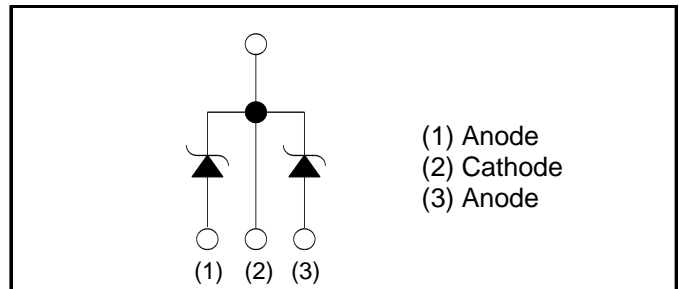 (1) Anode
(2) Cathode
(3) Anode
(1) (2) (3)